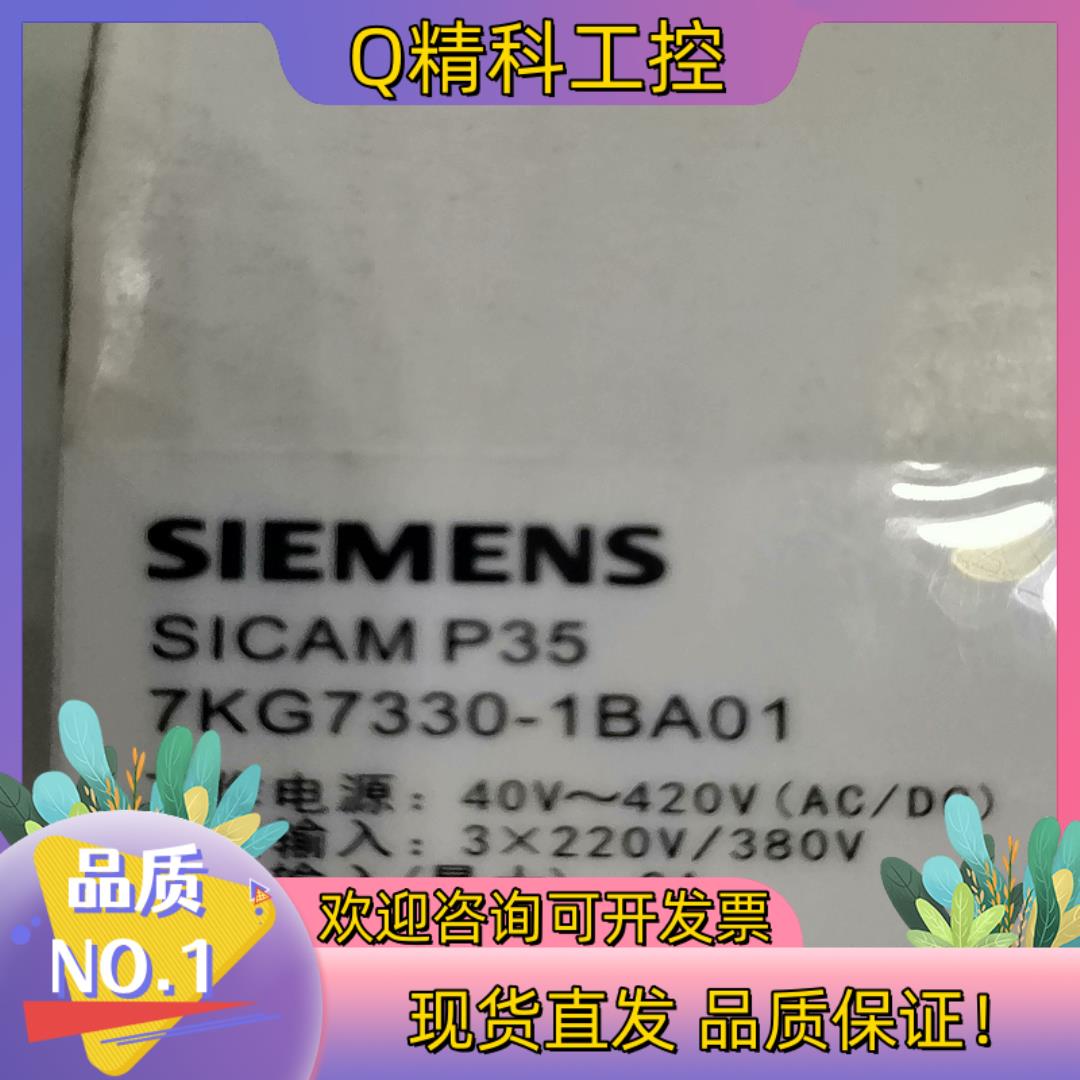 Q精科工控
SIEMENS
SICAM P35
7KG7330-1BA01
电源：40V～420V(AC/DC)
输入：3×220V/380V
品质
NO.1
欢迎咨询可开发票
现货直发 品质保证!